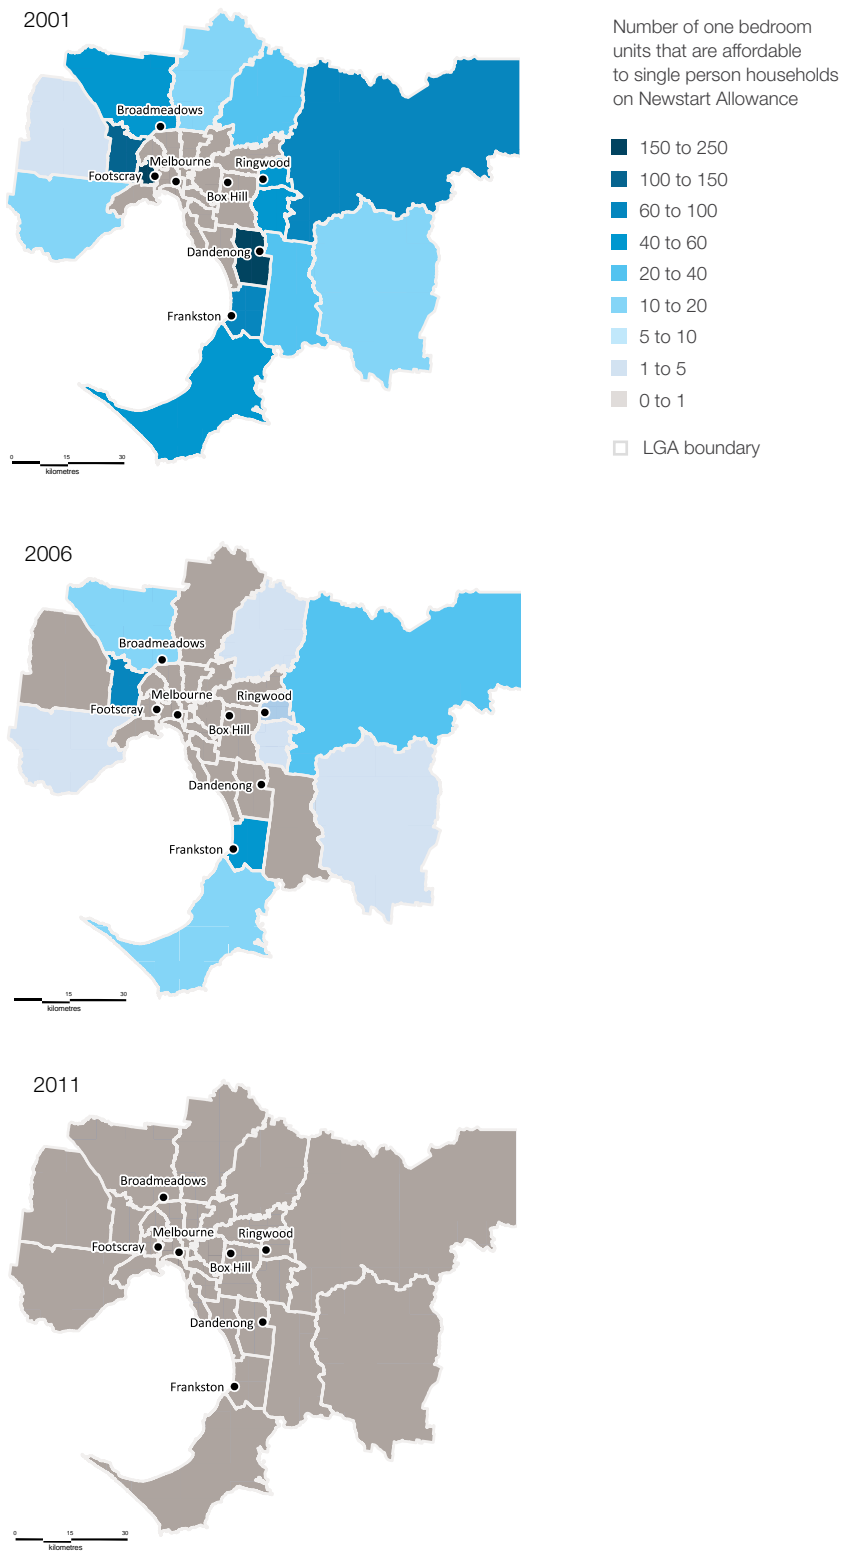 2001
Number of one bedroom
units that are affordable
to single person households
on Newstart Allowance
150 to 250
100 to 150
60 to 100
40 to 60
20 to 40
10 to 20
5 to 10
1 to 5
0 to 1
LGA boundary
Broadmeadows
Melbourne
Ringwood
Footscray
Box Hill
Dandenong
Frankston
0 15 30
kilometres
2006
Broadmeadows
Melbourne
Ringwood
Footscray
Box Hill
Dandenong
Frankston
15 30
kilometres
2011
Broadmeadows
Melbourne
Ringwood
Footscray
Box Hill
Dandenong
Frankston
0 15 30
kilometres